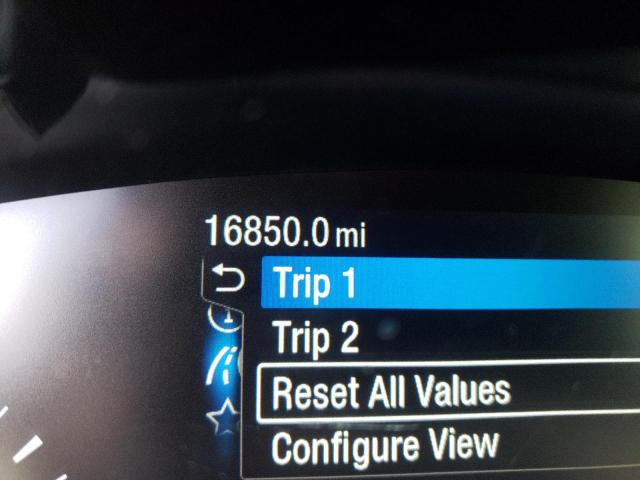 16850.0 mi
Trip 1
Trip 2
Reset All Values
Configure View